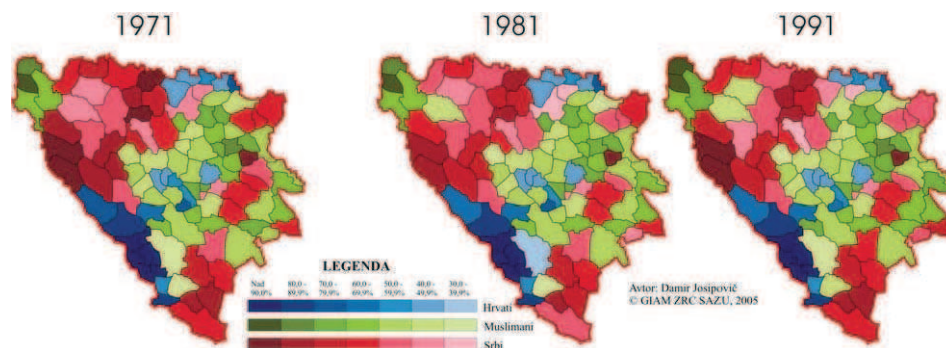 1971 1981 1991
LEGENDA
Nad 90,0% 80,0 - 89,9% 70,0 - 79,9% 60,0 - 69,9% 50,0 - 59,9% 40,0 - 49,9% 30,0 - 39,9%
Hrvati
Muslimani
Srbi
Avtor: Damir Josipovič
© GIAM ZRC SAZU, 2005